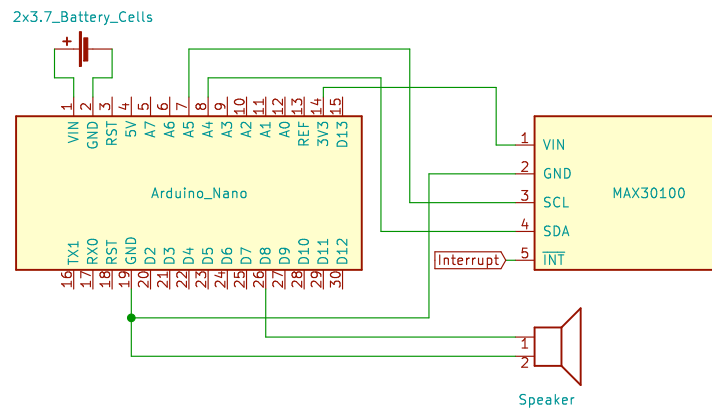 2x3.7_Battery_Cells
+
1 2 3 4 5 6 7 8 9 10 11 12 13 14 15
VIN GND RST 5V A7 A6 A5 A4 A3 A2 A1 A0 REF 3V3 D13
Arduino_Nano
TX1 RX0 RST GND D2 D3 D4 D5 D6 D7 D8 D9 D10 D11 D12
16 17 18 19 20 21 22 23 24 25 26 27 28 29 30
1 VIN
2 GND
MAX30100
3 SCL
4 SDA
Interrupt 5 INT
1
2
Speaker